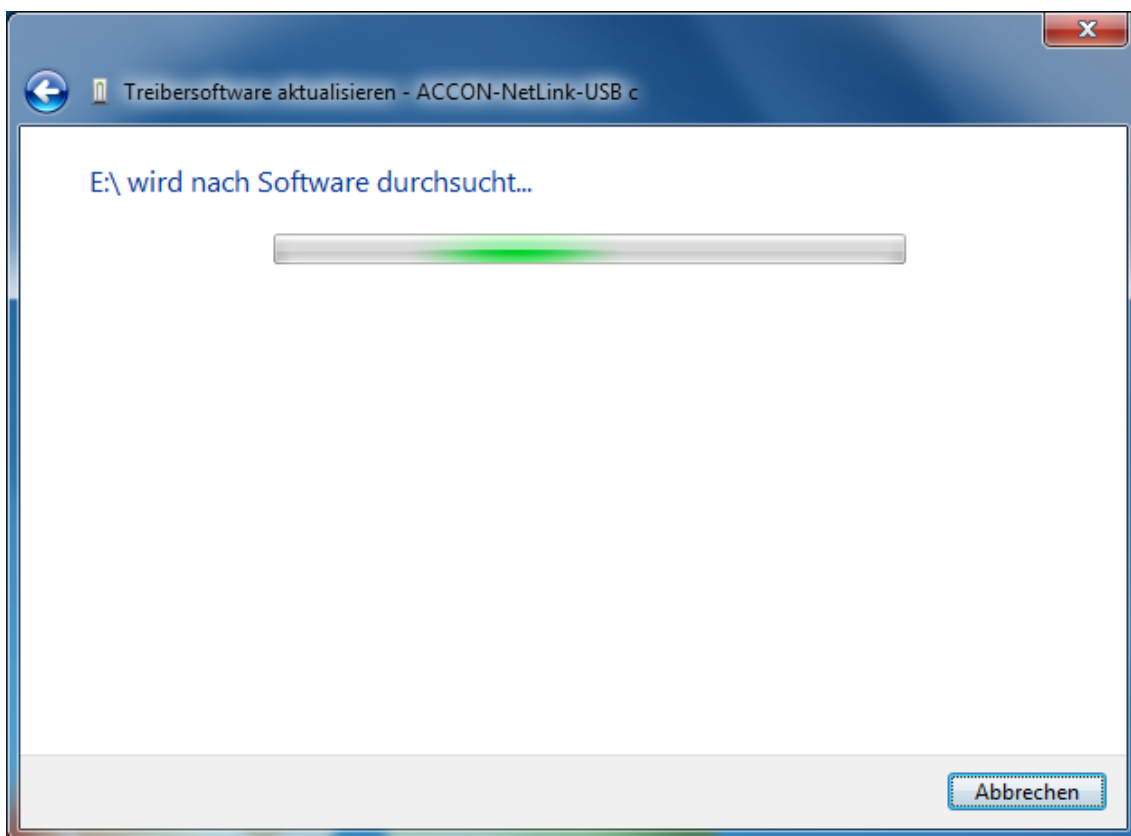 Treibersoftware aktualisieren - ACCON-NetLink-USB c
E:\ wird nach Software durchsucht...
Abbrechen